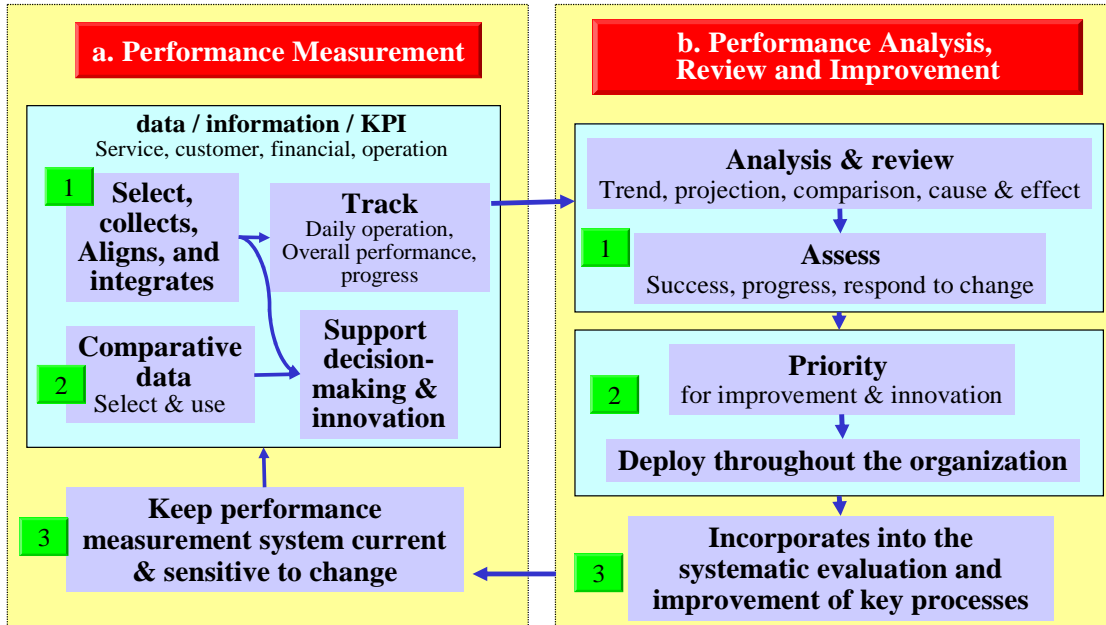 a. Performance Measurement
data / information / KPI
Service, customer, financial, operation
1
Select,
collects,
Aligns, and
integrates
Track
Daily operation,
Overall performance,
progress
2
Comparative
data
Select & use
Support
decision-
making &
innovation
3
Keep performance
measurement system current
& sensitive to change
b. Performance Analysis,
Review and Improvement
Analysis & review
Trend, projection, comparison, cause & effect
1
Assess
Success, progress, respond to change
2
Priority
for improvement & innovation
Deploy throughout the organization
3
Incorporates into the
systematic evaluation and
improvement of key processes